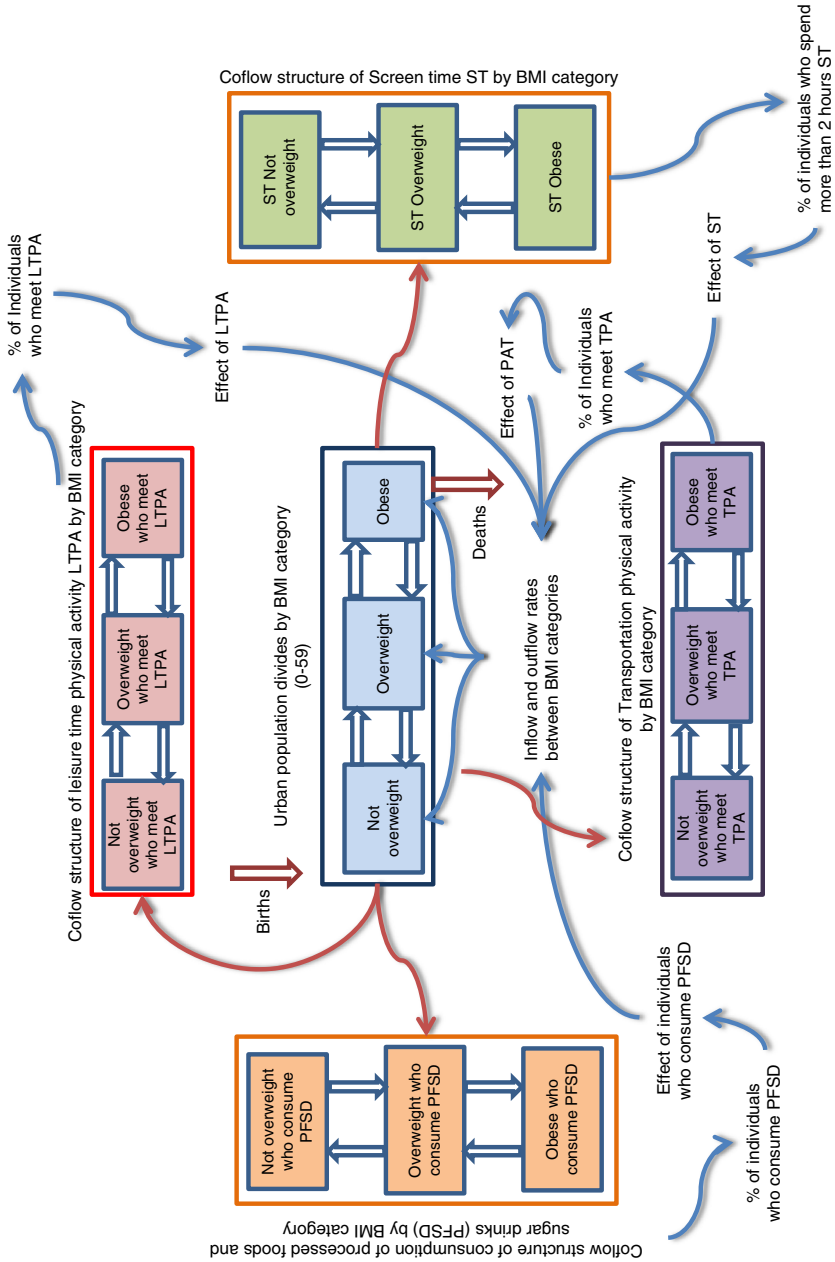 Coflow structure of leisure time physical activity LTPA by BMI category
Not
overweight
who meet
LTPA
Overweight
who meet
LTPA
Obese
who meet
LTPA
% of Individuals
who meet LTPA
Effect of LTPA
Births
Urban population divides by BMI category
(0-59)
Not
overweight
Overweight
Obese
Deaths
Coflow structure of consumption of processed foods and
sugar drinks (PFSD) by BMI category
Not overweight
who consume
PFSD
Overweight who
consume PFSD
Obese who
consume PFSD
Coflow structure of Screen time ST by BMI category
ST Not
overweight
ST Overweight
ST Obese
Inflow and outflow rates
between BMI categories
Effect of PAT
% of Individuals
who meet TPA
Effect of ST
% of individuals who spend
more than 2 hours ST
Effect of individuals
who consume PFSD
% of individuals
who consume PFSD
Coflow structure of Transportation physical activity
by BMI category
Not
overweight
who meet
TPA
Overweight
who meet
TPA
Obese
who meet
TPA